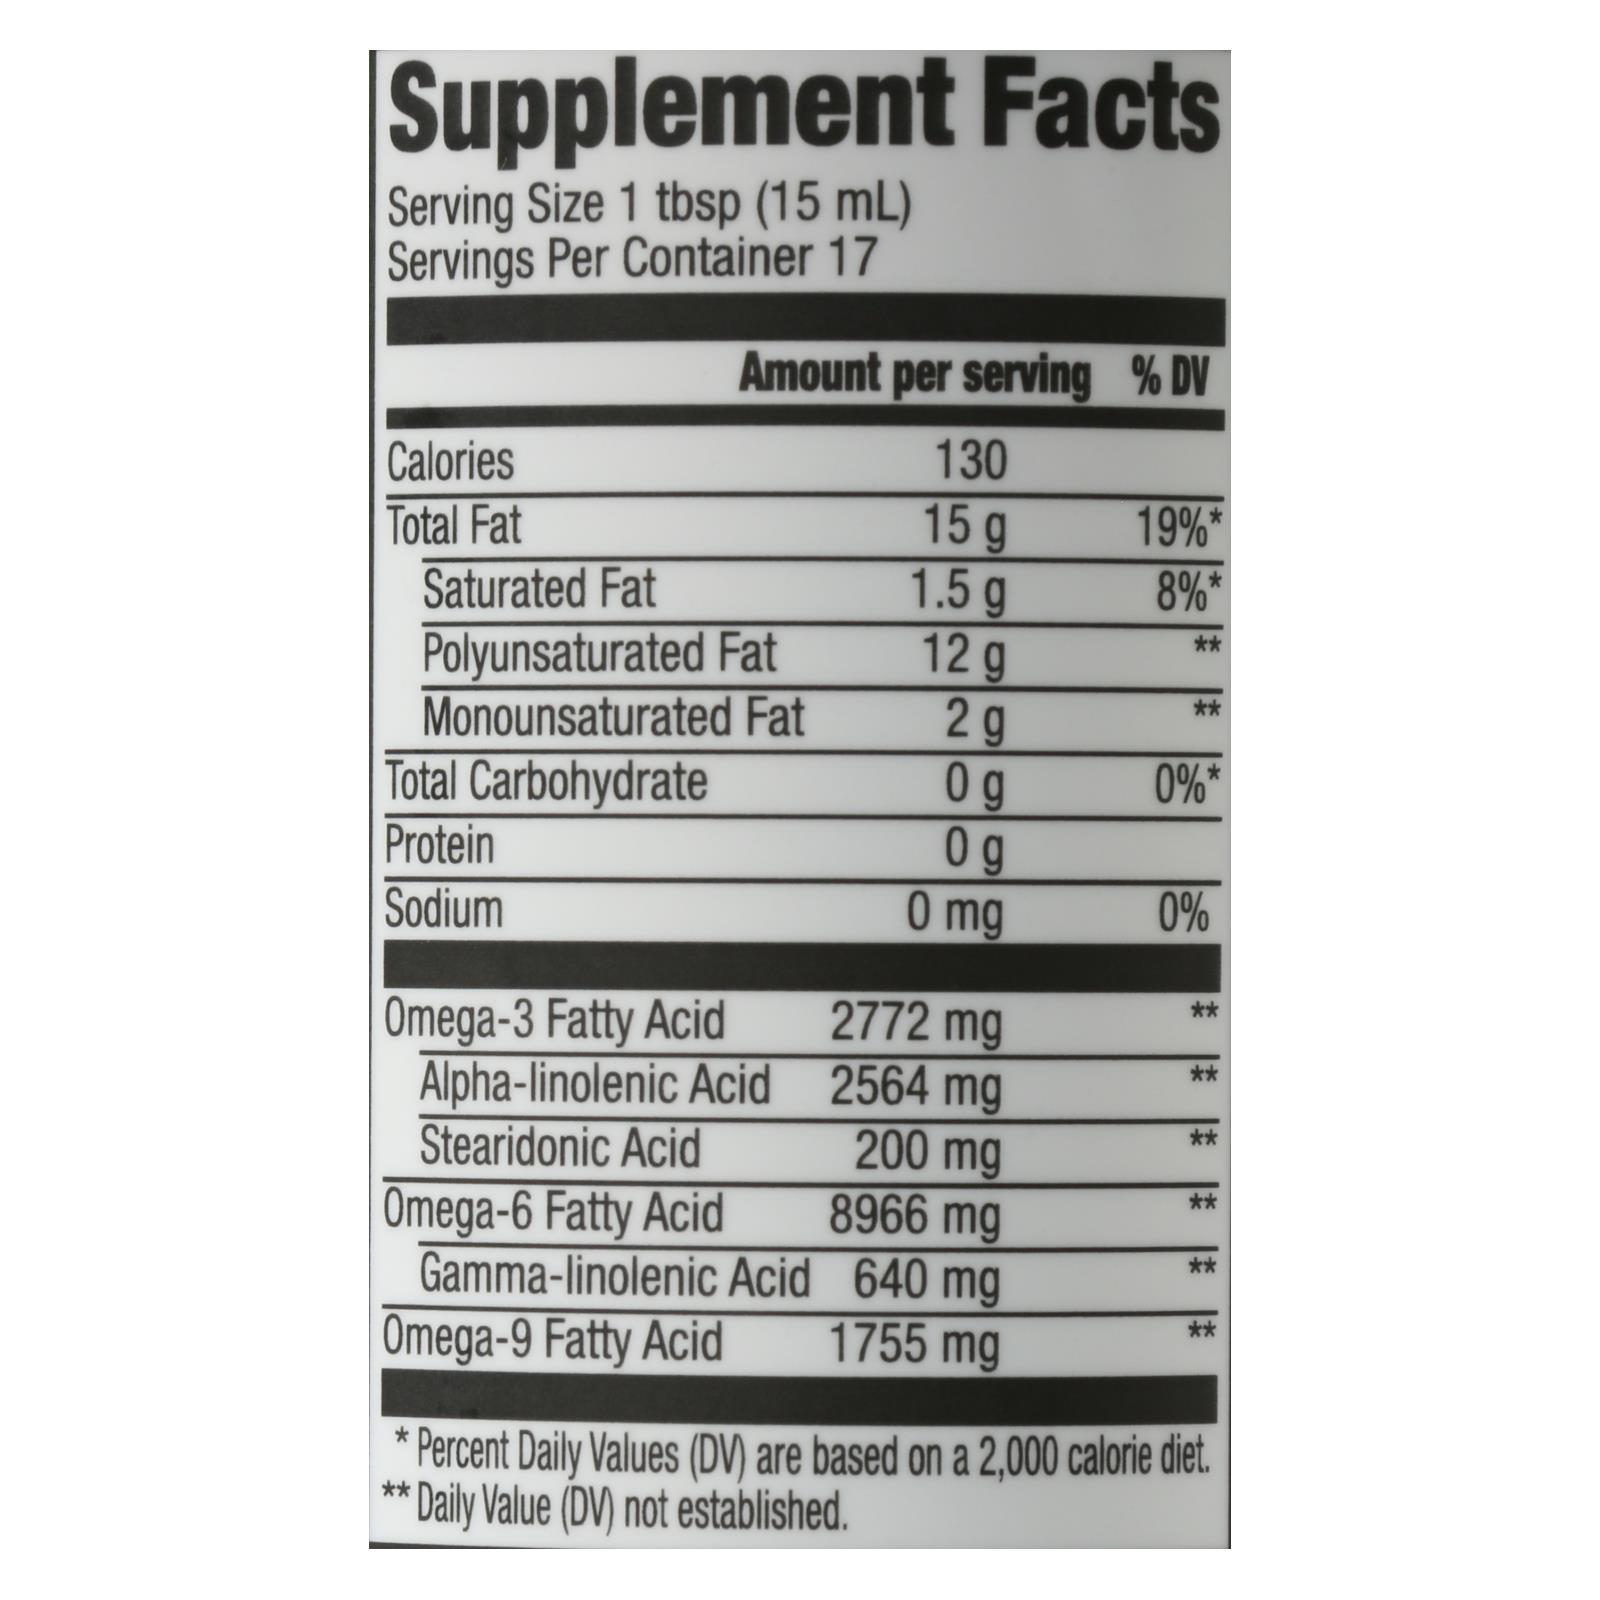 Supplement Facts
Serving Size 1 tbsp (15 mL)
Servings Per Container 17
Amount per serving % DV
Calories 130
Total Fat 15 g 19%*
Saturated Fat 1.5 g 8%*
Polyunsaturated Fat 12 g **
Monounsaturated Fat 2 g **
Total Carbohydrate 0 g 0%*
Protein 0 g
Sodium 0 mg 0%
Omega-3 Fatty Acid 2772 mg **
Alpha-linolenic Acid 2564 mg **
Stearidonic Acid 200 mg **
Omega-6 Fatty Acid 8966 mg **
Gamma-linolenic Acid 640 mg **
Omega-9 Fatty Acid 1755 mg **
* Percent Daily Values (DV) are based on a 2,000 calorie diet.
** Daily Value (DV) not established.